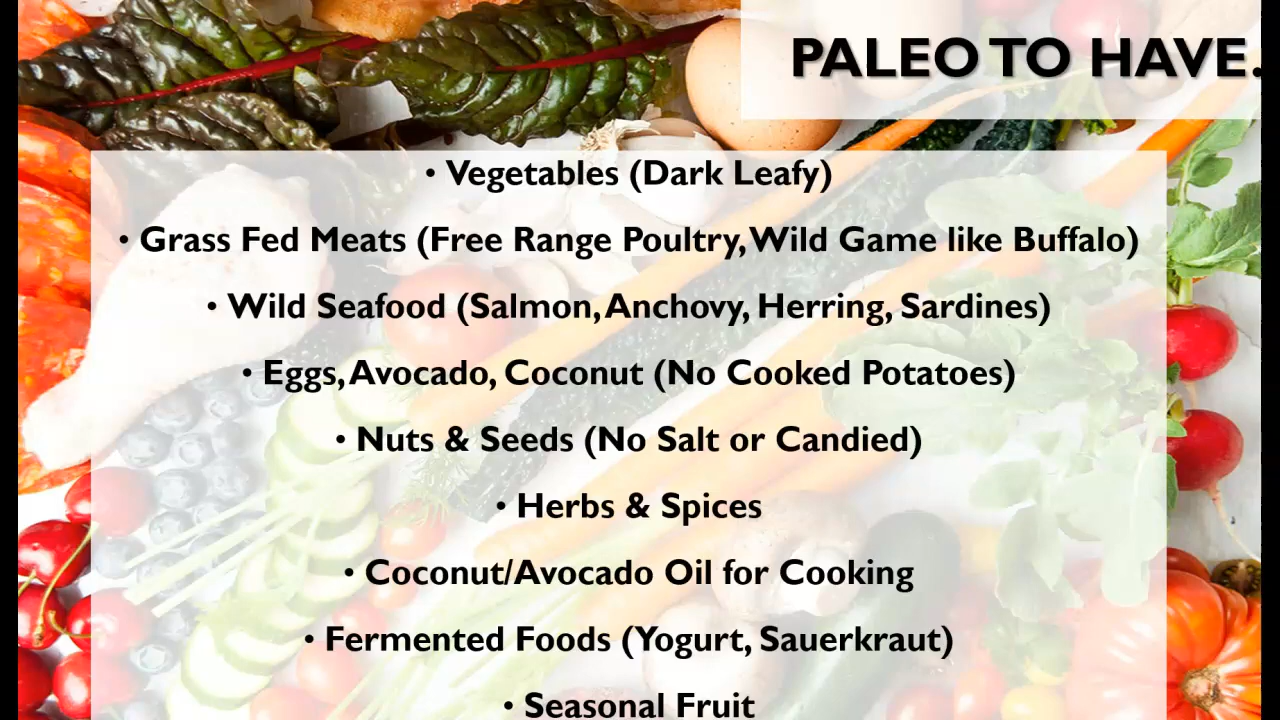 PALEO TO HAVE.
• Vegetables (Dark Leafy)
• Grass Fed Meats (Free Range Poultry, Wild Game like Buffalo)
• Wild Seafood (Salmon, Anchovy, Herring, Sardines)
• Eggs, Avocado, Coconut (No Cooked Potatoes)
• Nuts & Seeds (No Salt or Candied)
• Herbs & Spices
• Coconut/Avocado Oil for Cooking
• Fermented Foods (Yogurt, Sauerkraut)
• Seasonal Fruit